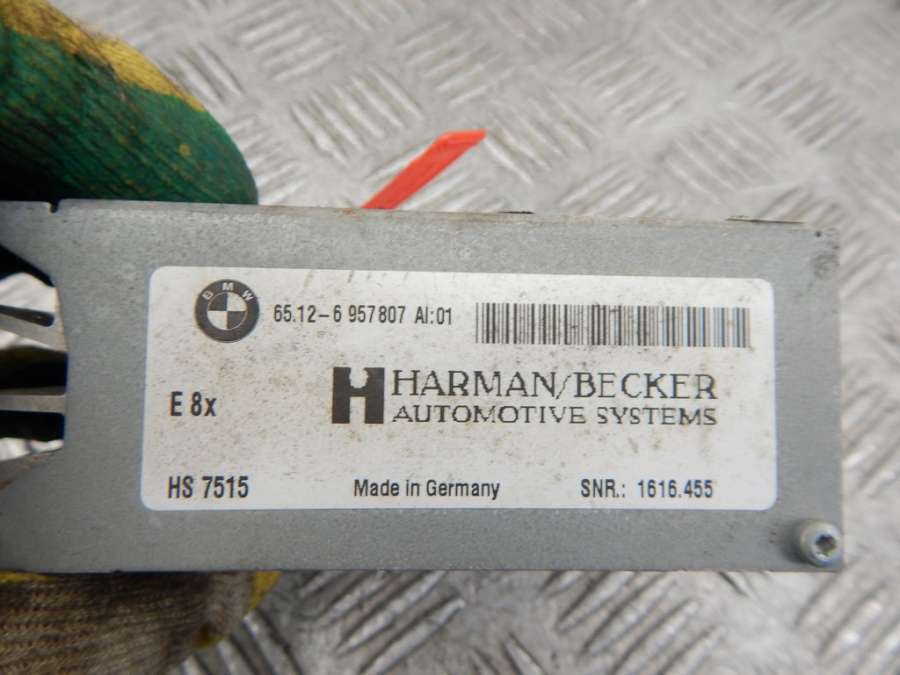 BMW
65.12-6 957807 AI:01
E 8x
H HARMAN/BECKER
AUTOMOTIVE SYSTEMS
HS 7515
Made in Germany
SNR.: 1616.455